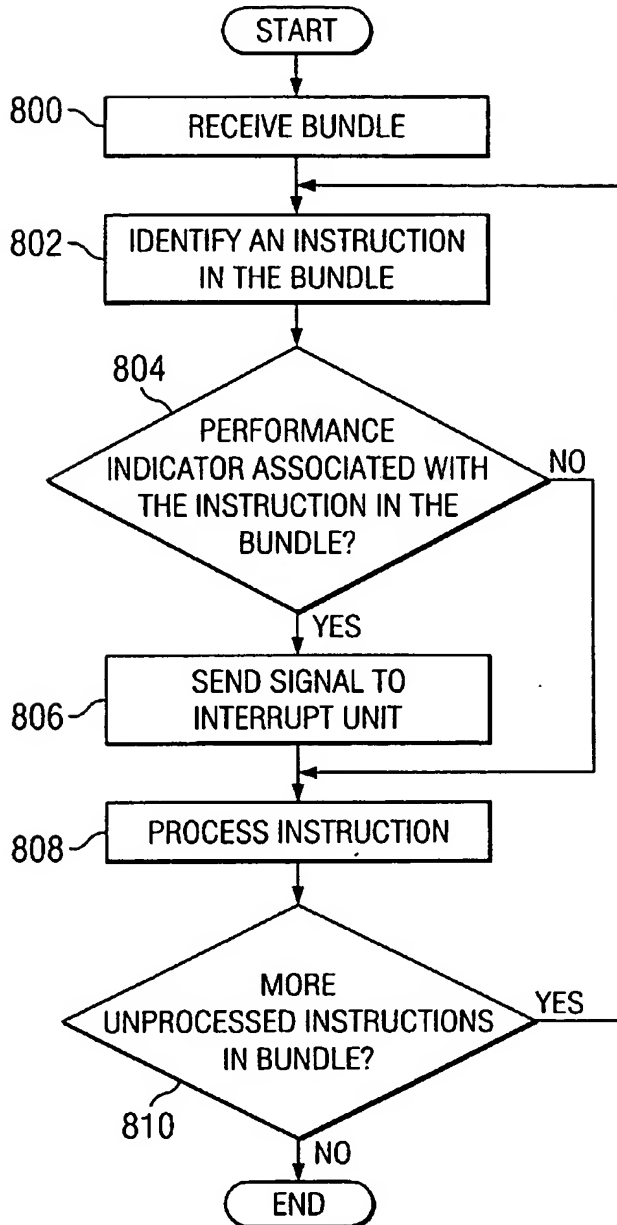 START
800
RECEIVE BUNDLE
802
IDENTIFY AN INSTRUCTION
IN THE BUNDLE
804
PERFORMANCE
INDICATOR ASSOCIATED WITH
THE INSTRUCTION IN THE
BUNDLE?
NO
YES
806
SEND SIGNAL TO
INTERRUPT UNIT
808
PROCESS INSTRUCTION
MORE
UNPROCESSED INSTRUCTIONS
IN BUNDLE?
YES
810
NO
END